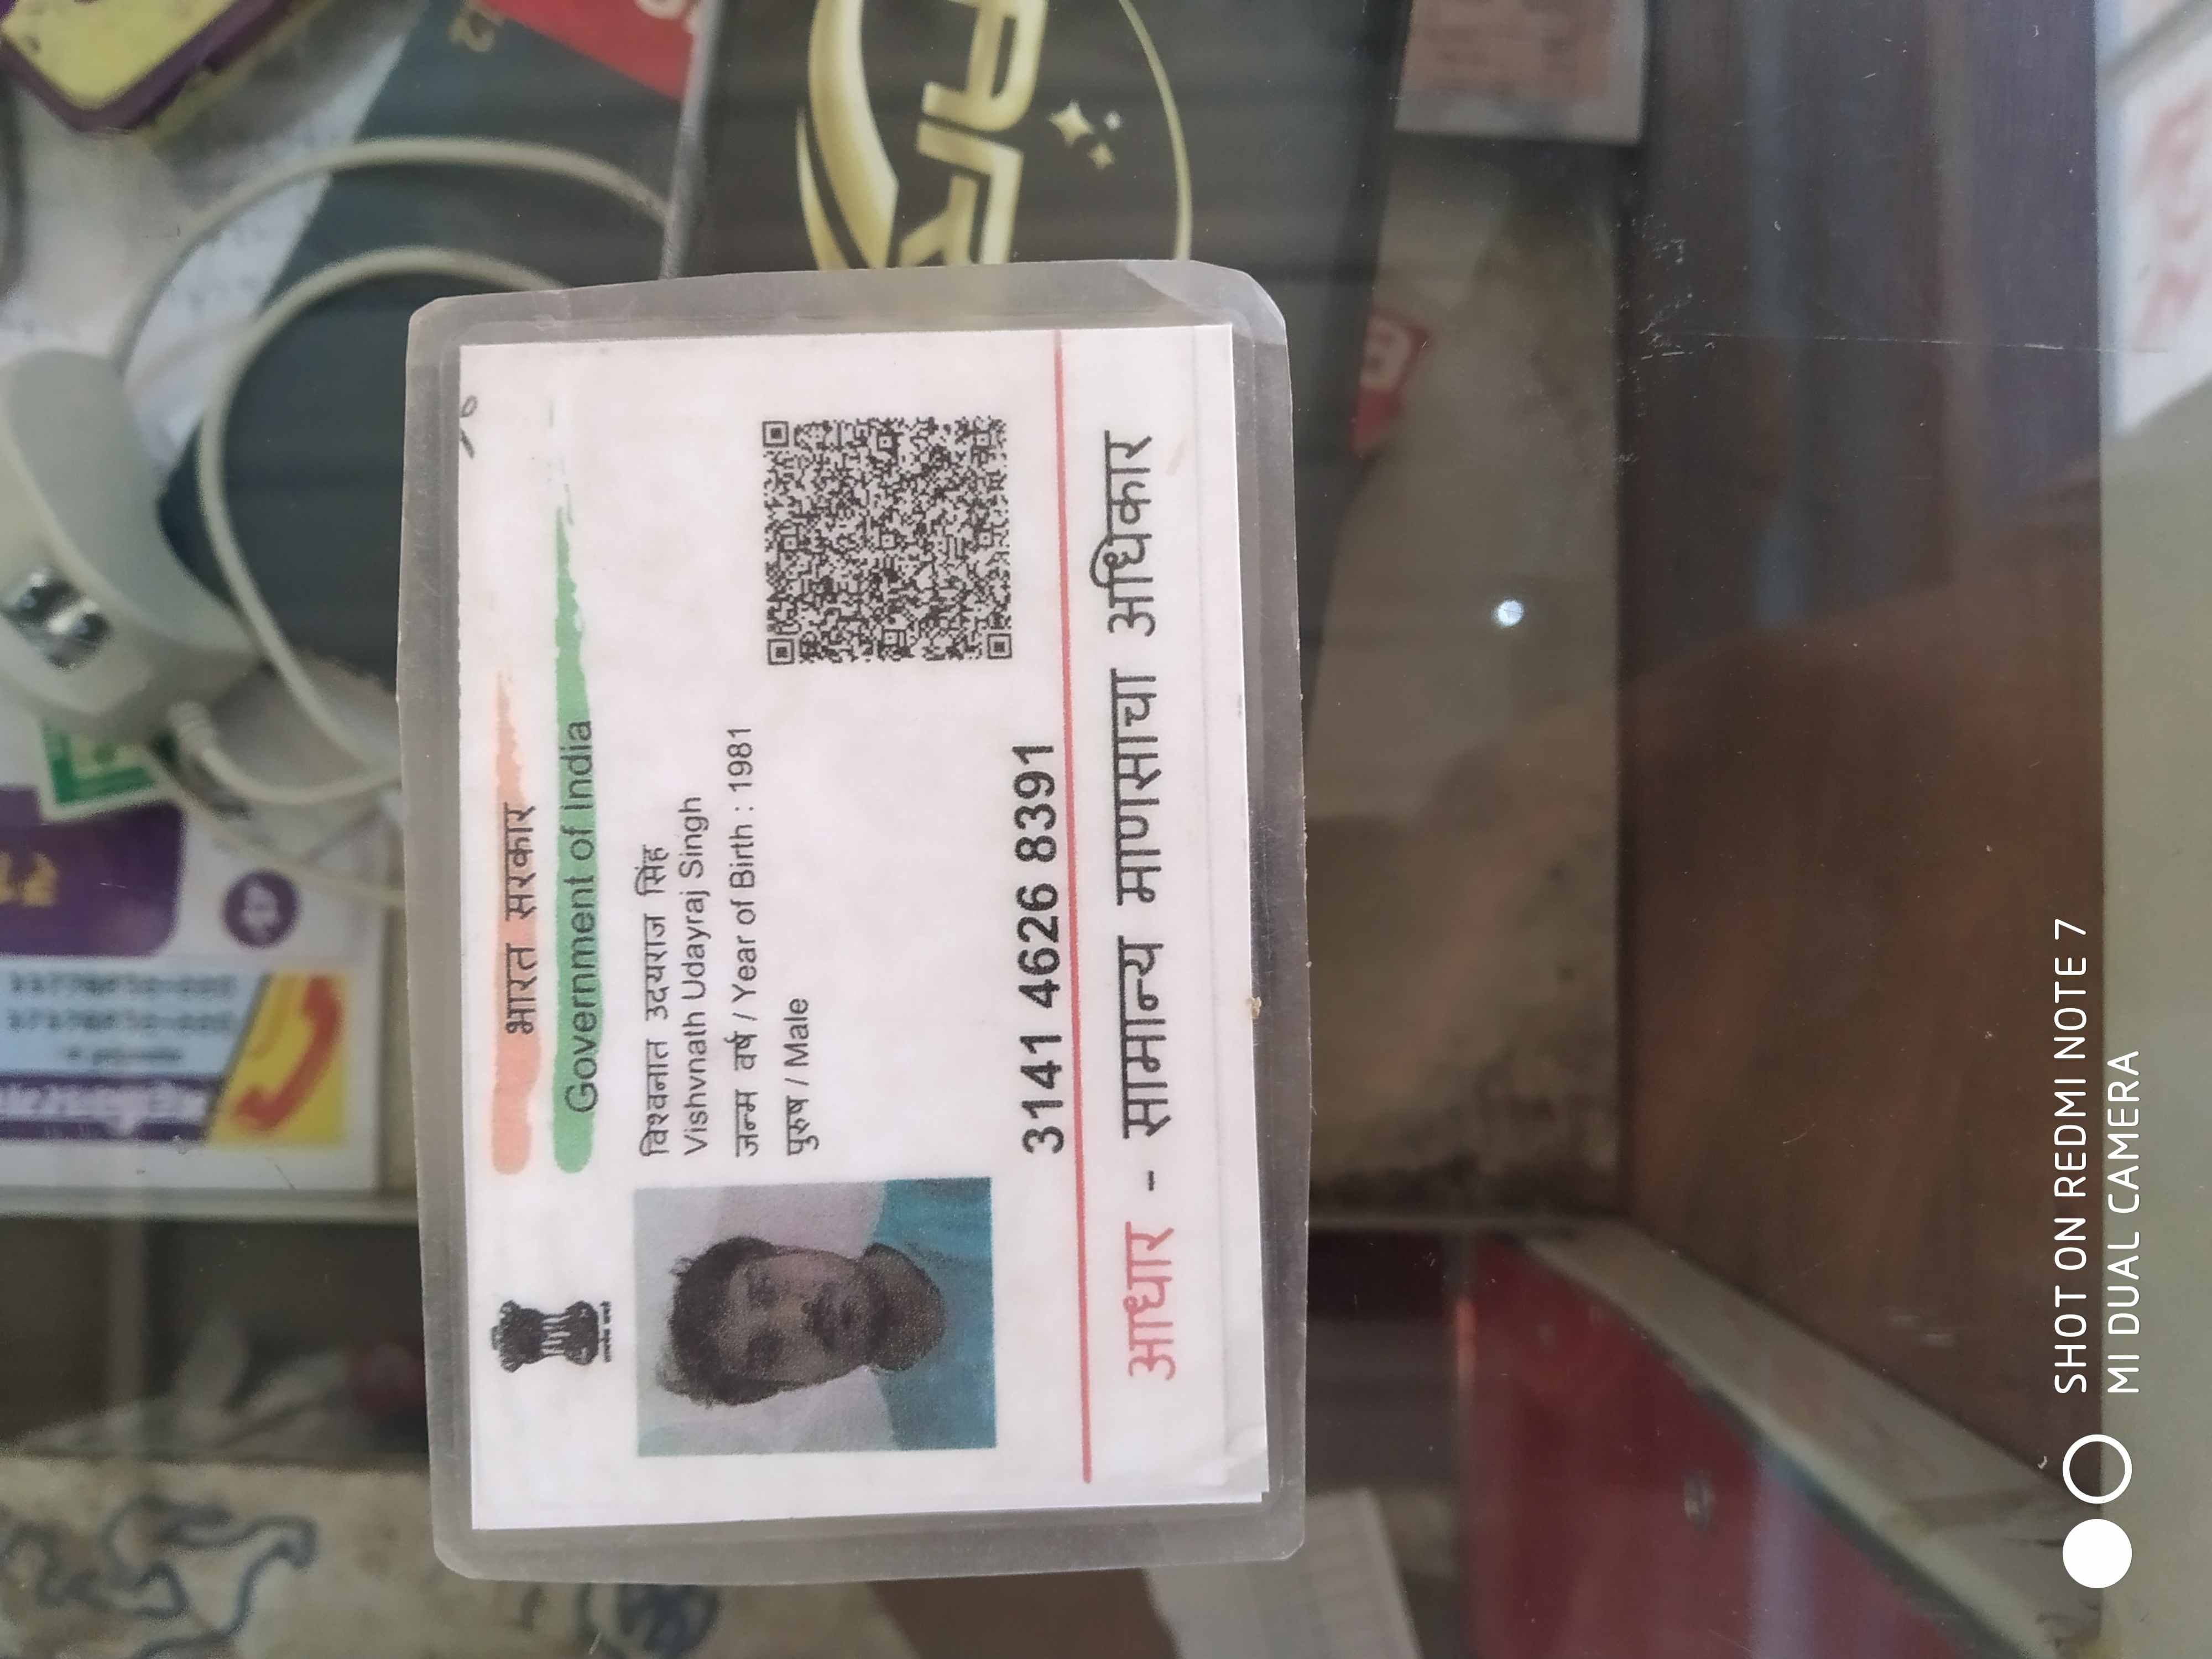 भारत सरकार
Government of India
विश्वनात उदयराज सिंह
Vishvnath Udayraj Singh
जन्म वर्ष / Year of Birth : 1981
पुरुष / Male
3141 4626 8391
आधार - सामान्य माणसाचा अधिकार
SHOT ON REDMI NOTE 7
MI DUAL CAMERA